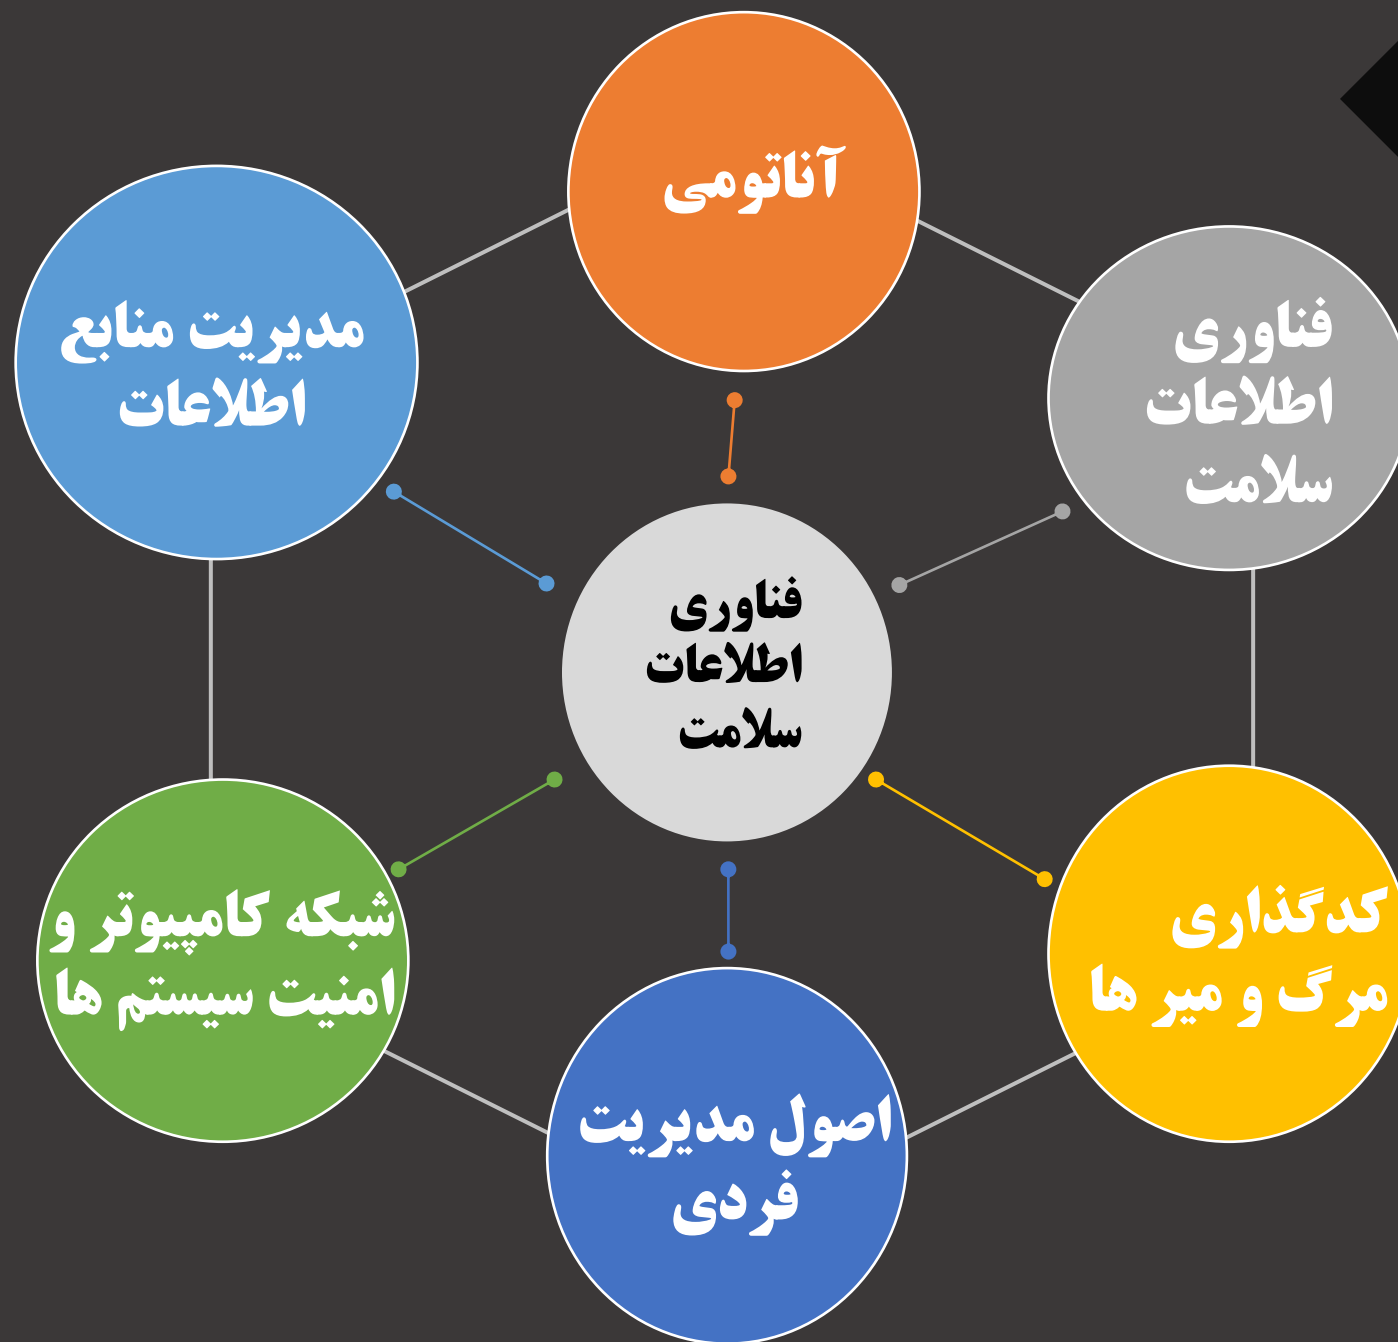 آناتومی
فناوری
اطلاعات
سلامت
مدیریت منابع
اطلاعات
فناوری
اطلاعات
سلامت
کدگذاری
مرگ و میر ها
شبکه کامپیوتر و
امنیت سیستم ها
اصول مدیریت
فردی